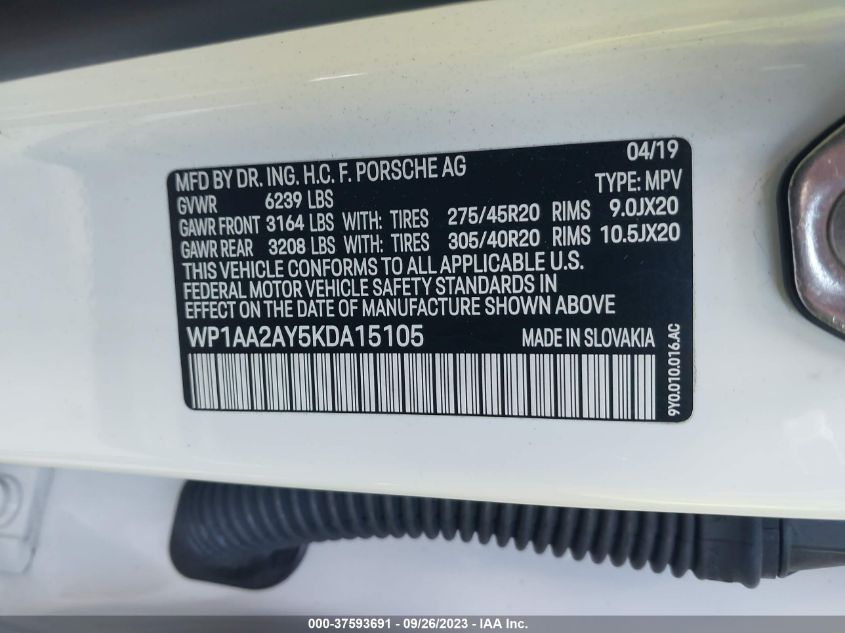 MFD BY DR. ING. H.C. F. PORSCHE AG 04/19
GVWR 6239 LBS TYPE: MPV
GAWR FRONT 3164 LBS WITH: TIRES 275/45R20 RIMS 9.0JX20
GAWR REAR 3208 LBS WITH: TIRES 305/40R20 RIMS 10.5JX20
THIS VEHICLE CONFORMS TO ALL APPLICABLE U.S.
FEDERAL MOTOR VEHICLE SAFETY STANDARDS IN
EFFECT ON THE DATE OF MANUFACTURE SHOWN ABOVE
WP1AA2AY5KDA15105 MADE IN SLOVAKIA
9Y0.010.016.AC
000-37593691 - 09/26/2023 - IAA Inc.